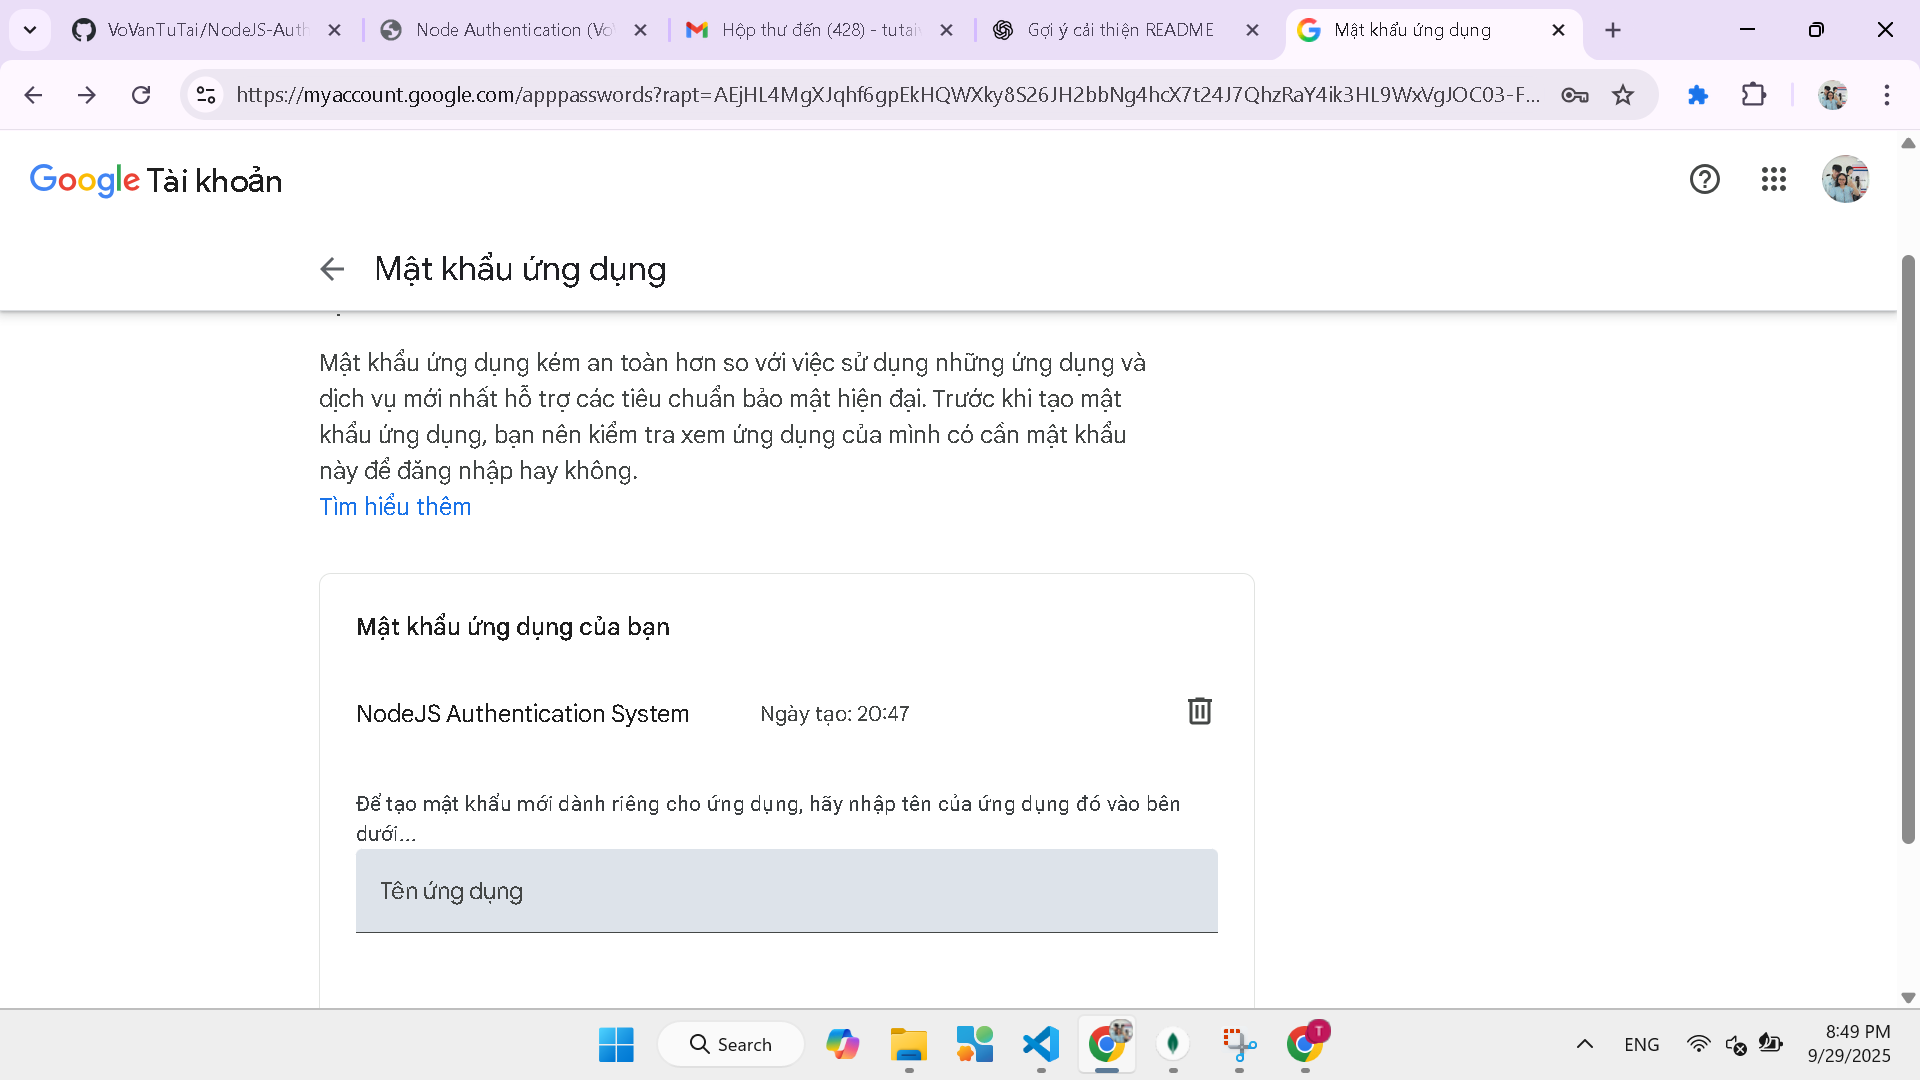 VoVanTuTai/NodeJS-Auth
Node Authentication (VoV
Hộp thư đến (428) - tutaiv
Gợi ý cải thiện README
Mật khẩu ứng dụng
https://myaccount.google.com/apppasswords?rapt=AEjHL4MgXJqhf6gpEkHQWXky8S26JH2bbNg4hcX7t24J7QhzRaY4ik3HL9WxVgJOC03-F...
Google Tài khoản
Mật khẩu ứng dụng
Mật khẩu ứng dụng kém an toàn hơn so với việc sử dụng những ứng dụng và
dịch vụ mới nhất hỗ trợ các tiêu chuẩn bảo mật hiện đại. Trước khi tạo mật
khẩu ứng dụng, bạn nên kiểm tra xem ứng dụng của mình có cần mật khẩu
này để đăng nhập hay không.
Tìm hiểu thêm
Mật khẩu ứng dụng của bạn
NodeJS Authentication System
Ngày tạo: 20:47
Để tạo mật khẩu mới dành riêng cho ứng dụng, hãy nhập tên của ứng dụng đó vào bên
dưới...
Tên ứng dụng
Search
T
ENG
8:49 PM
9/29/2025